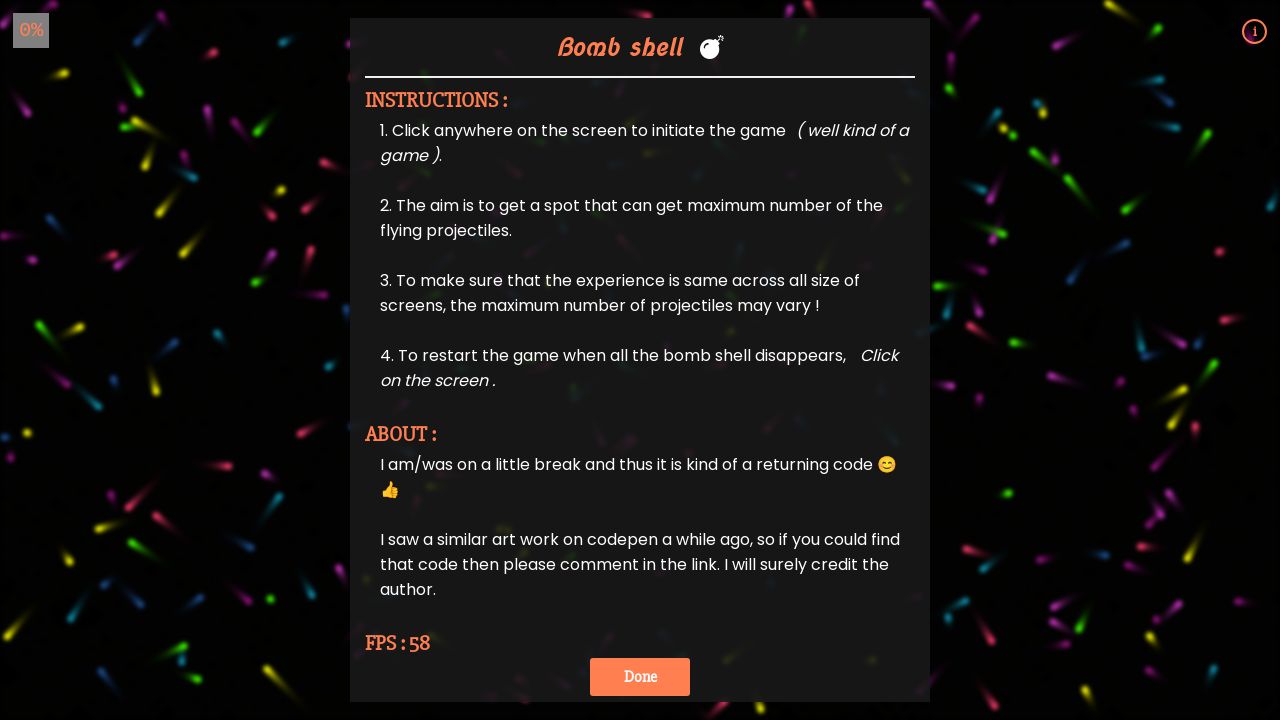 0%
i
Bomb shell 💣
INSTRUCTIONS :
1. Click anywhere on the screen to initiate the game ( well kind of a
game ).
2. The aim is to get a spot that can get maximum number of the
flying projectiles.
3. To make sure that the experience is same across all size of
screens, the maximum number of projectiles may vary !
4. To restart the game when all the bomb shell disappears, Click
on the screen .
ABOUT :
I am/was on a little break and thus it is kind of a returning code 😊
👍
I saw a similar art work on codepen a while ago, so if you could find
that code then please comment in the link. I will surely credit the
author.
FPS : 58
Done